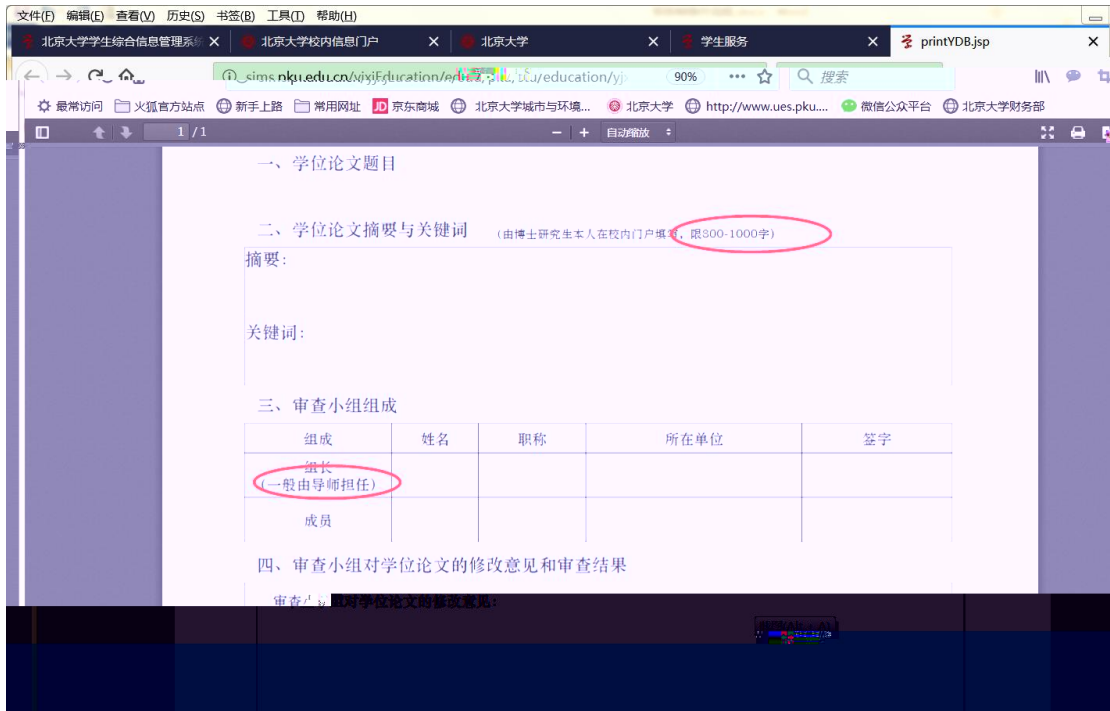 文件(F) 编辑(E) 查看(V) 历史(S) 书签(B) 工具(T) 帮助(H)
北京大学学生综合信息管理系统 北京大学校内信息门户 北京大学 学生服务 printYDB.jsp
sims.pku.edu.cn 90% 搜索
最常访问 火狐官方站点 新手上路 常用网址 JD 京东商城 北京大学城市与环境... 北京大学 http://www.ues.pku.... 微信公众平台 北京大学财务部
1 / 1 自动缩放
一、学位论文题目
二、学位论文摘要与关键词 (由博士研究生本人在校内门户填写，限800-1000字)
摘要:
关键词:
三、审查小组组成
组成 姓名 职称 所在单位 签字
组长
(一般由导师担任)
成员
四、审查小组对学位论文的修改意见和审查结果
审查小组对学位论文的修改意见: